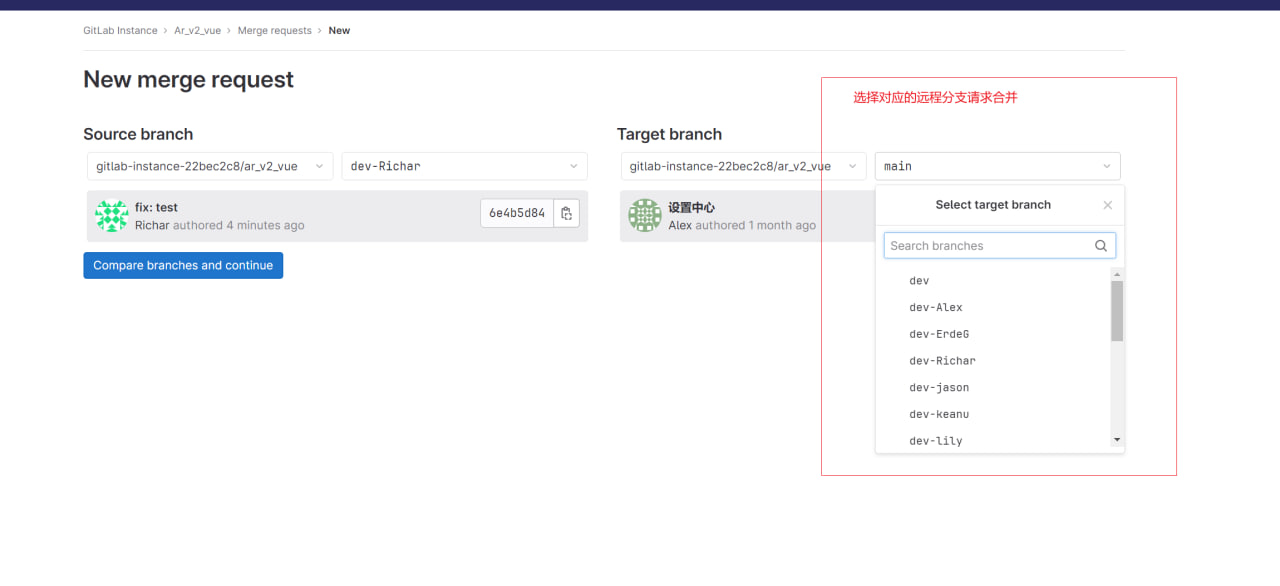 GitLab Instance › Ar_v2_vue › Merge requests › New
New merge request
选择对应的远程分支请求合并
Source branch
gitlab-instance-22bec2c8/ar_v2_vue
dev-Richar
fix: test
Richar authored 4 minutes ago
6e4b5d84
Compare branches and continue
Target branch
gitlab-instance-22bec2c8/ar_v2_vue
main
设置中心
Alex authored 1 month ago
Select target branch
Search branches
dev
dev-Alex
dev-ErdeG
dev-Richar
dev-jason
dev-keanu
dev-lily